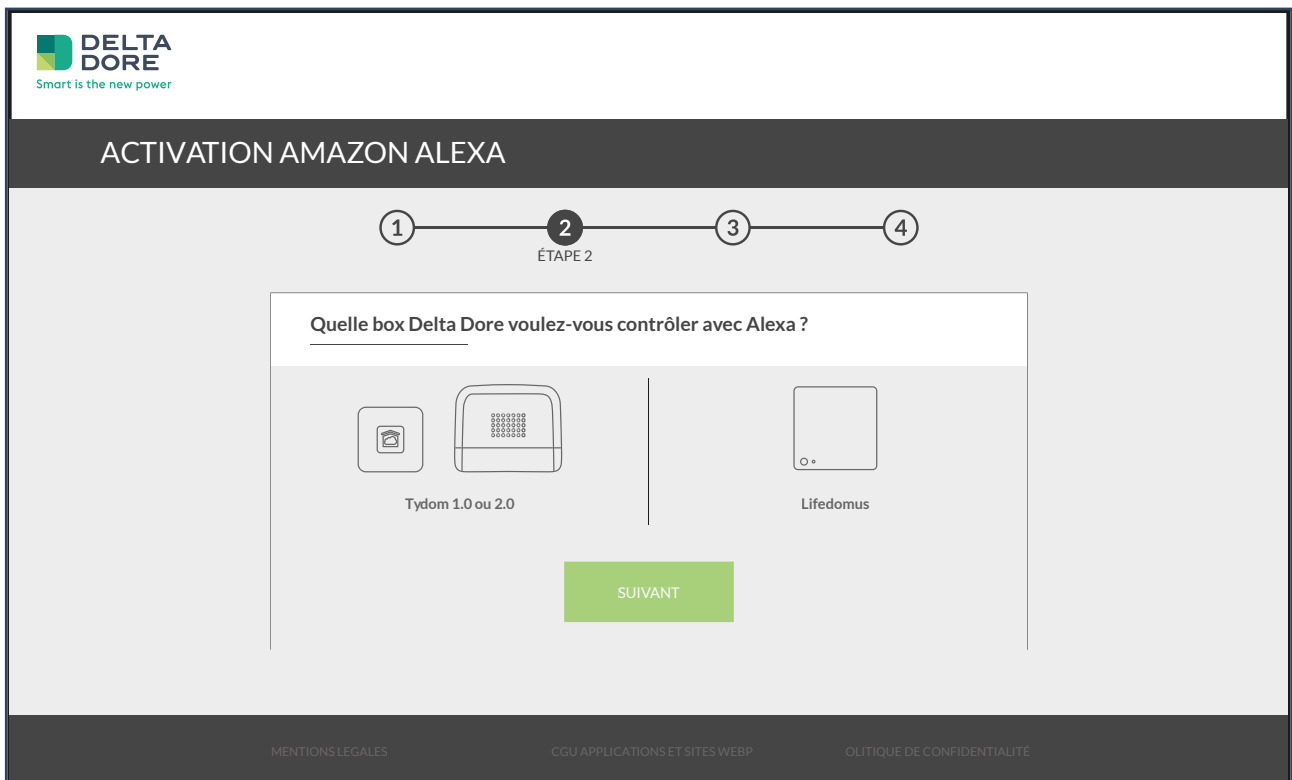 DELTA
DORE
Smart is the new power
ACTIVATION AMAZON ALEXA
1 2 3 4
ÉTAPE 2
Quelle box Delta Dore voulez-vous contrôler avec Alexa ?
Tydom 1.0 ou 2.0
Lifedomus
SUIVANT
MENTIONS LEGALES
CGU APPLICATIONS ET SITES WEBP
OLITIQUE DE CONFIDENTIALITÉ